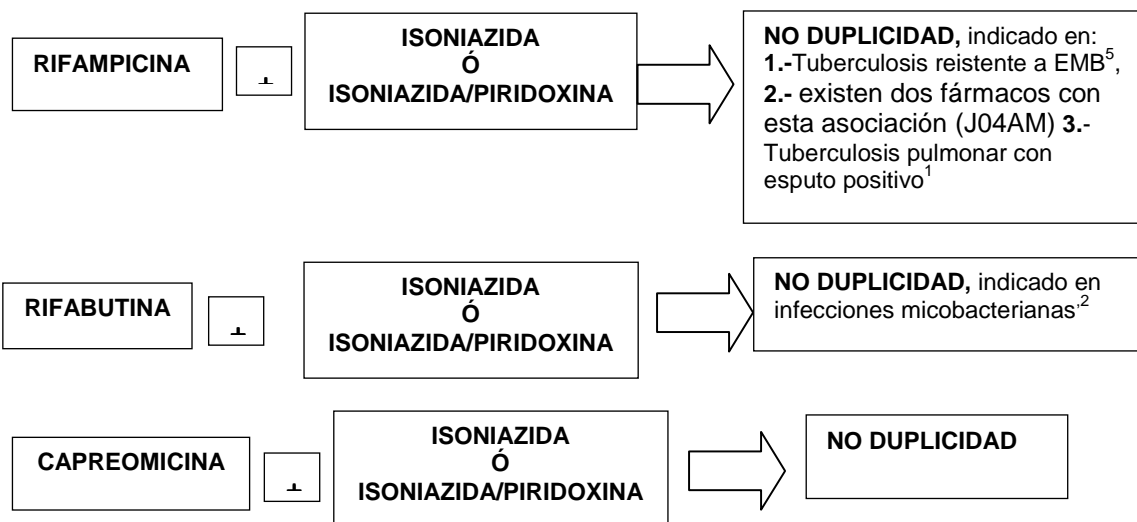 RIFAMPICINA
ISONIAZIDA
Ó
ISONIAZIDA/PIRIDOXINA
NO DUPLICIDAD, indicado en:
1.-Tuberculosis reistente a EMB⁵,
2.- existen dos fármacos con
esta asociación (J04AM) 3.-
Tuberculosis pulmonar con
esputo positivo¹
RIFABUTINA
ISONIAZIDA
Ó
ISONIAZIDA/PIRIDOXINA
NO DUPLICIDAD, indicado en
infecciones micobacterianas,²
CAPREOMICINA
ISONIAZIDA
Ó
ISONIAZIDA/PIRIDOXINA
NO DUPLICIDAD